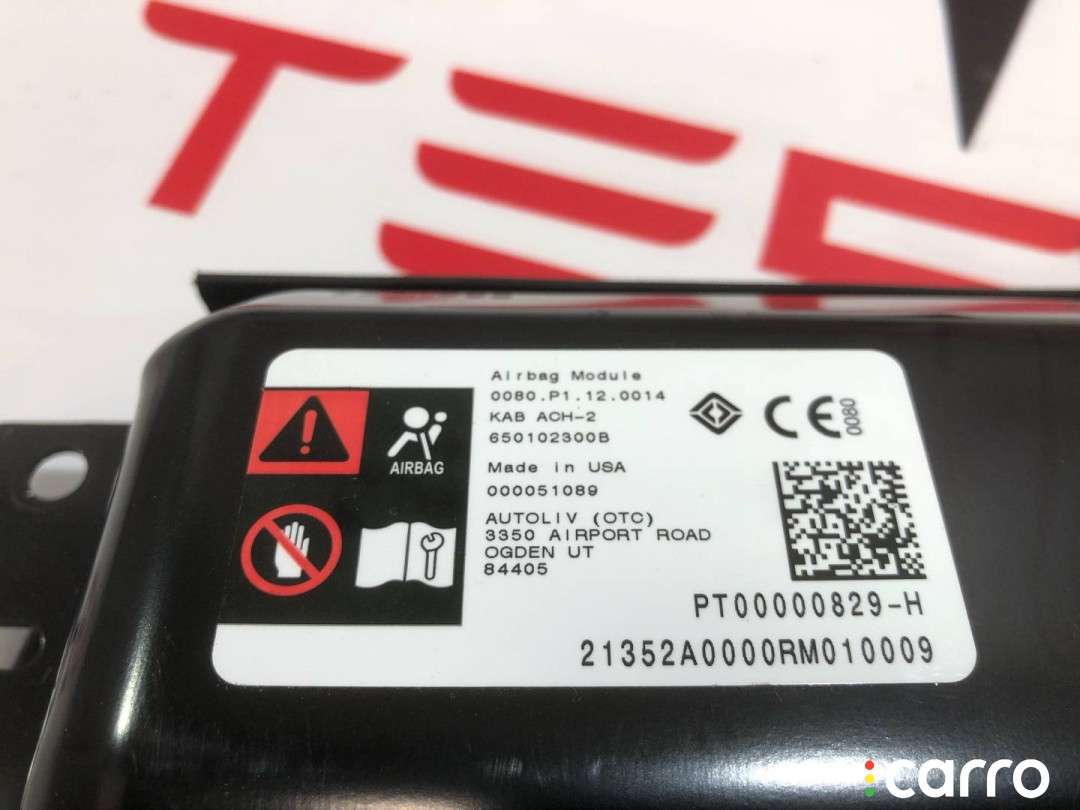 TE
Airbag Module
0080.P1.12.0014
KAB ACH-2
650102300B
Made in USA
000051089
AUTOLIV (OTC)
3350 AIRPORT ROAD
OGDEN UT
84405
AIRBAG
0080
PT00000829-H
21352A0000RM010009
carro